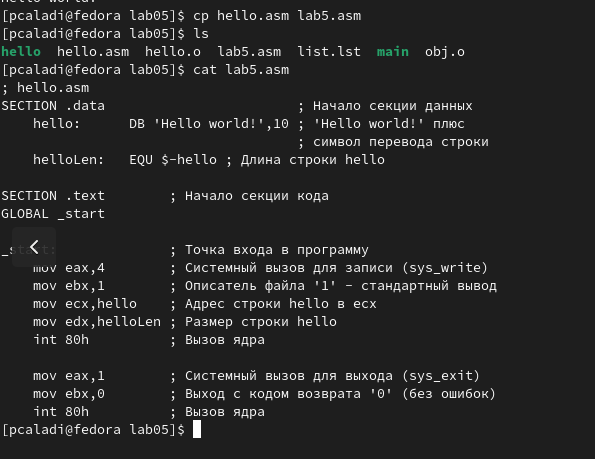 [pcaladi@fedora lab05]$ cp hello.asm lab5.asm
[pcaladi@fedora lab05]$ ls
hello  hello.asm  hello.o  lab5.asm  list.lst  main  obj.o
[pcaladi@fedora lab05]$ cat lab5.asm
; hello.asm
SECTION .data                        ; Начало секции данных
    hello:      DB 'Hello world!',10 ; 'Hello world!' плюс
                                     ; символ перевода строки
    helloLen:   EQU $-hello ; Длина строки hello
SECTION .text        ; Начало секции кода
GLOBAL _start
; Точка входа в программу
    mov eax,4        ; Системный вызов для записи (sys_write)
    mov ebx,1        ; Описатель файла '1' - стандартный вывод
    mov ecx,hello    ; Адрес строки hello в ecx
    mov edx,helloLen ; Размер строки hello
    int 80h          ; Вызов ядра
    mov eax,1        ; Системный вызов для выхода (sys_exit)
    mov ebx,0        ; Выход с кодом возврата '0' (без ошибок)
    int 80h          ; Вызов ядра
[pcaladi@fedora lab05]$